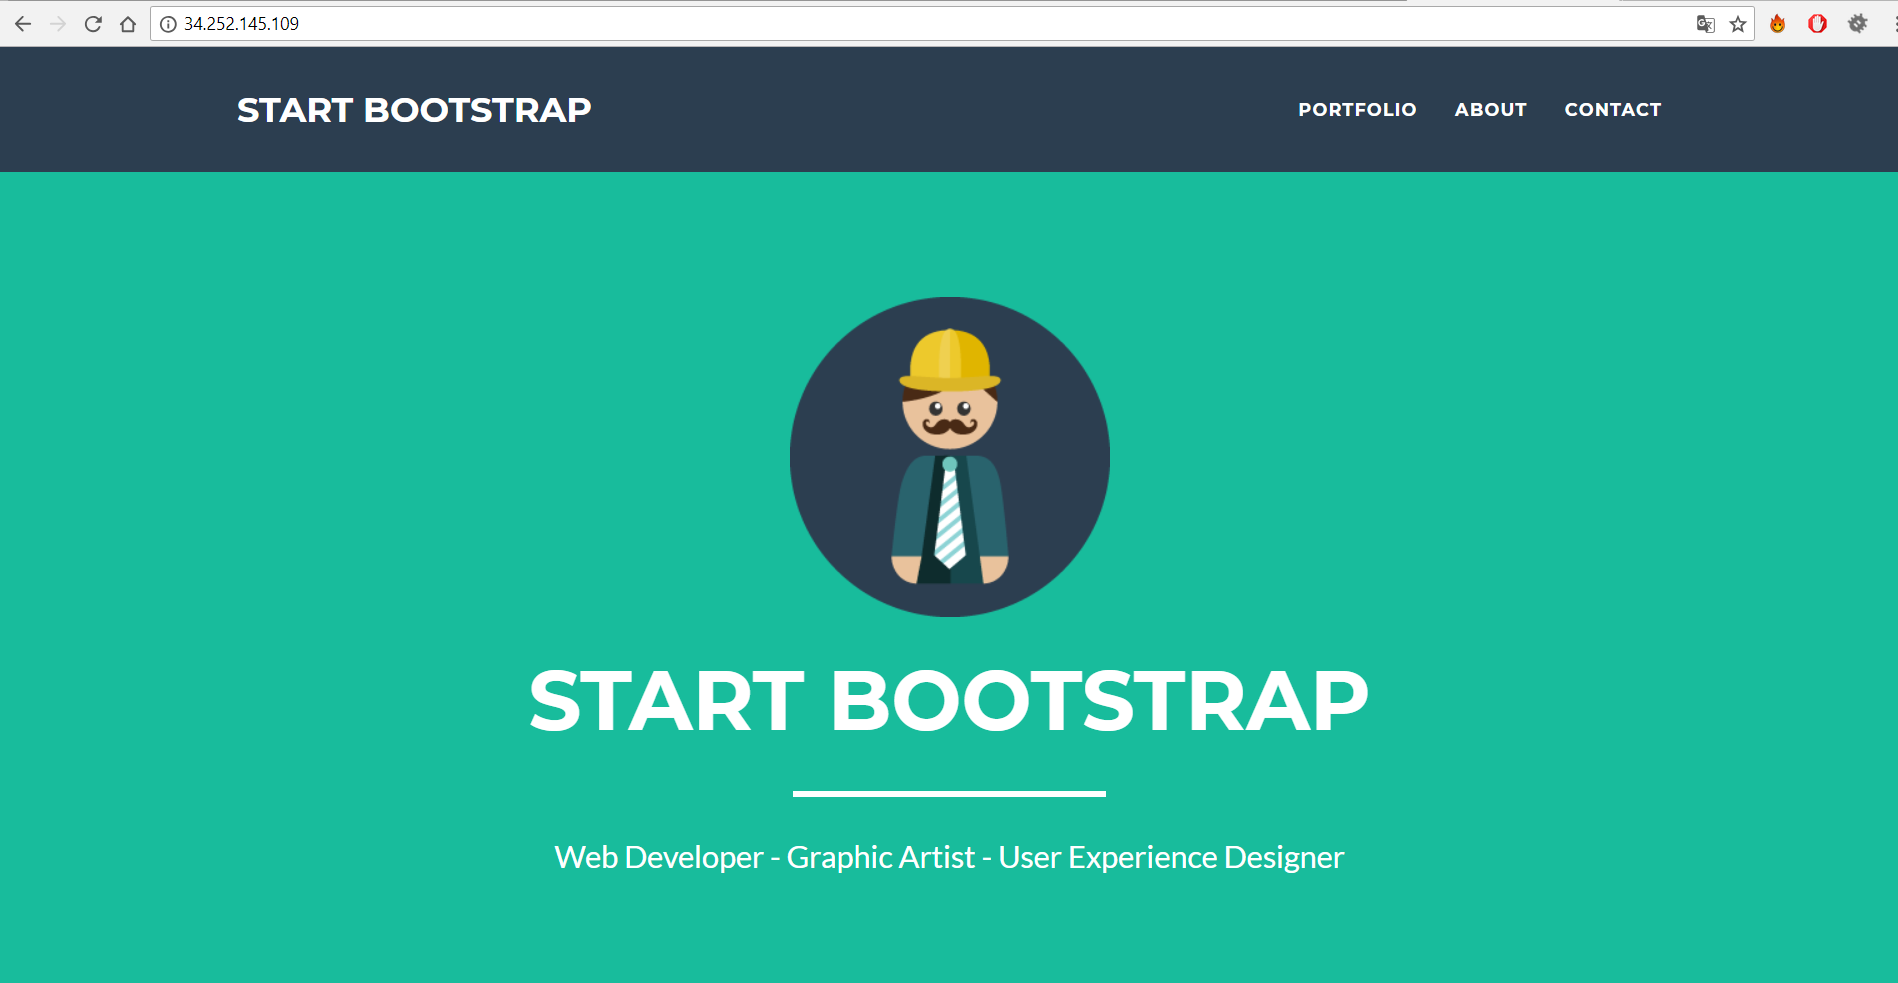 34.252.145.109
START BOOTSTRAP
PORTFOLIO ABOUT CONTACT
START BOOTSTRAP
Web Developer - Graphic Artist - User Experience Designer